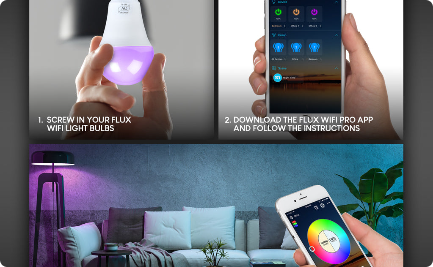 1. SCREW IN YOUR FLUX
WIFI LIGHT BULBS
2. DOWNLOAD THE FLUX WIFI PRO APP
AND FOLLOW THE INSTRUCTIONS